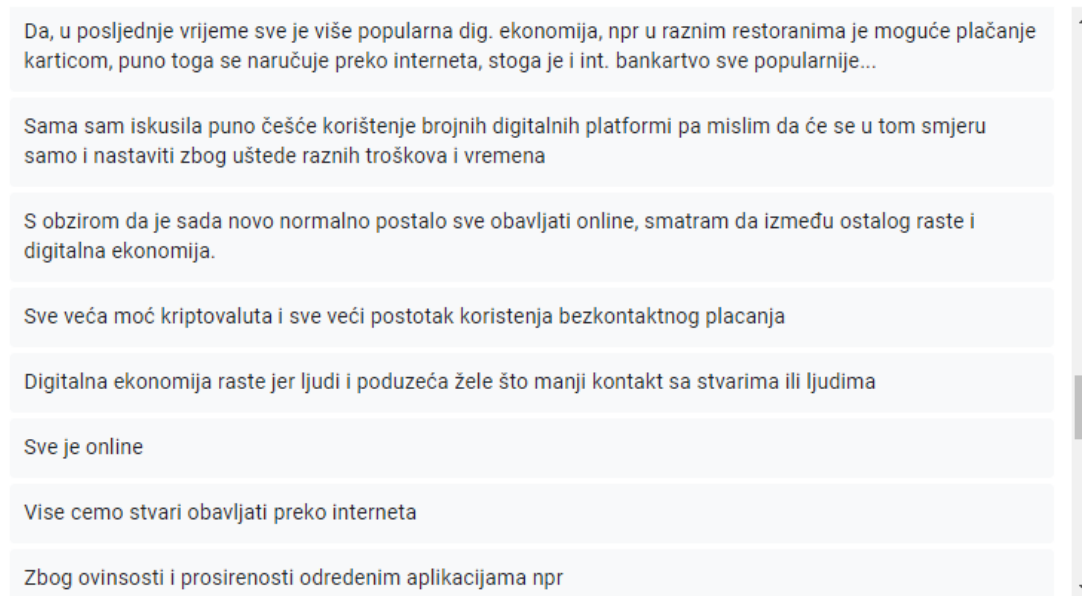 Da, u posljednje vrijeme sve je više popularna dig. ekonomija, npr u raznim restoranima je moguće plačanje
karticom, puno toga se naručuje preko interneta, stoga je i int. bankartvo sve popularnije...
Sama sam iskusila puno češće korištenje brojnih digitalnih platformi pa mislim da će se u tom smjeru
samo i nastaviti zbog uštede raznih troškova i vremena
S obzirom da je sada novo normalno postalo sve obavljati online, smatram da između ostalog raste i
digitalna ekonomija.
Sve veća moć kriptovaluta i sve veći postotak koristenja bezkontaktnog placanja
Digitalna ekonomija raste jer ljudi i poduzeća žele što manji kontakt sa stvarima ili ljudima
Sve je online
Vise cemo stvari obavljati preko interneta
Zbog ovinsosti i prosirenosti odredenim aplikacijama npr